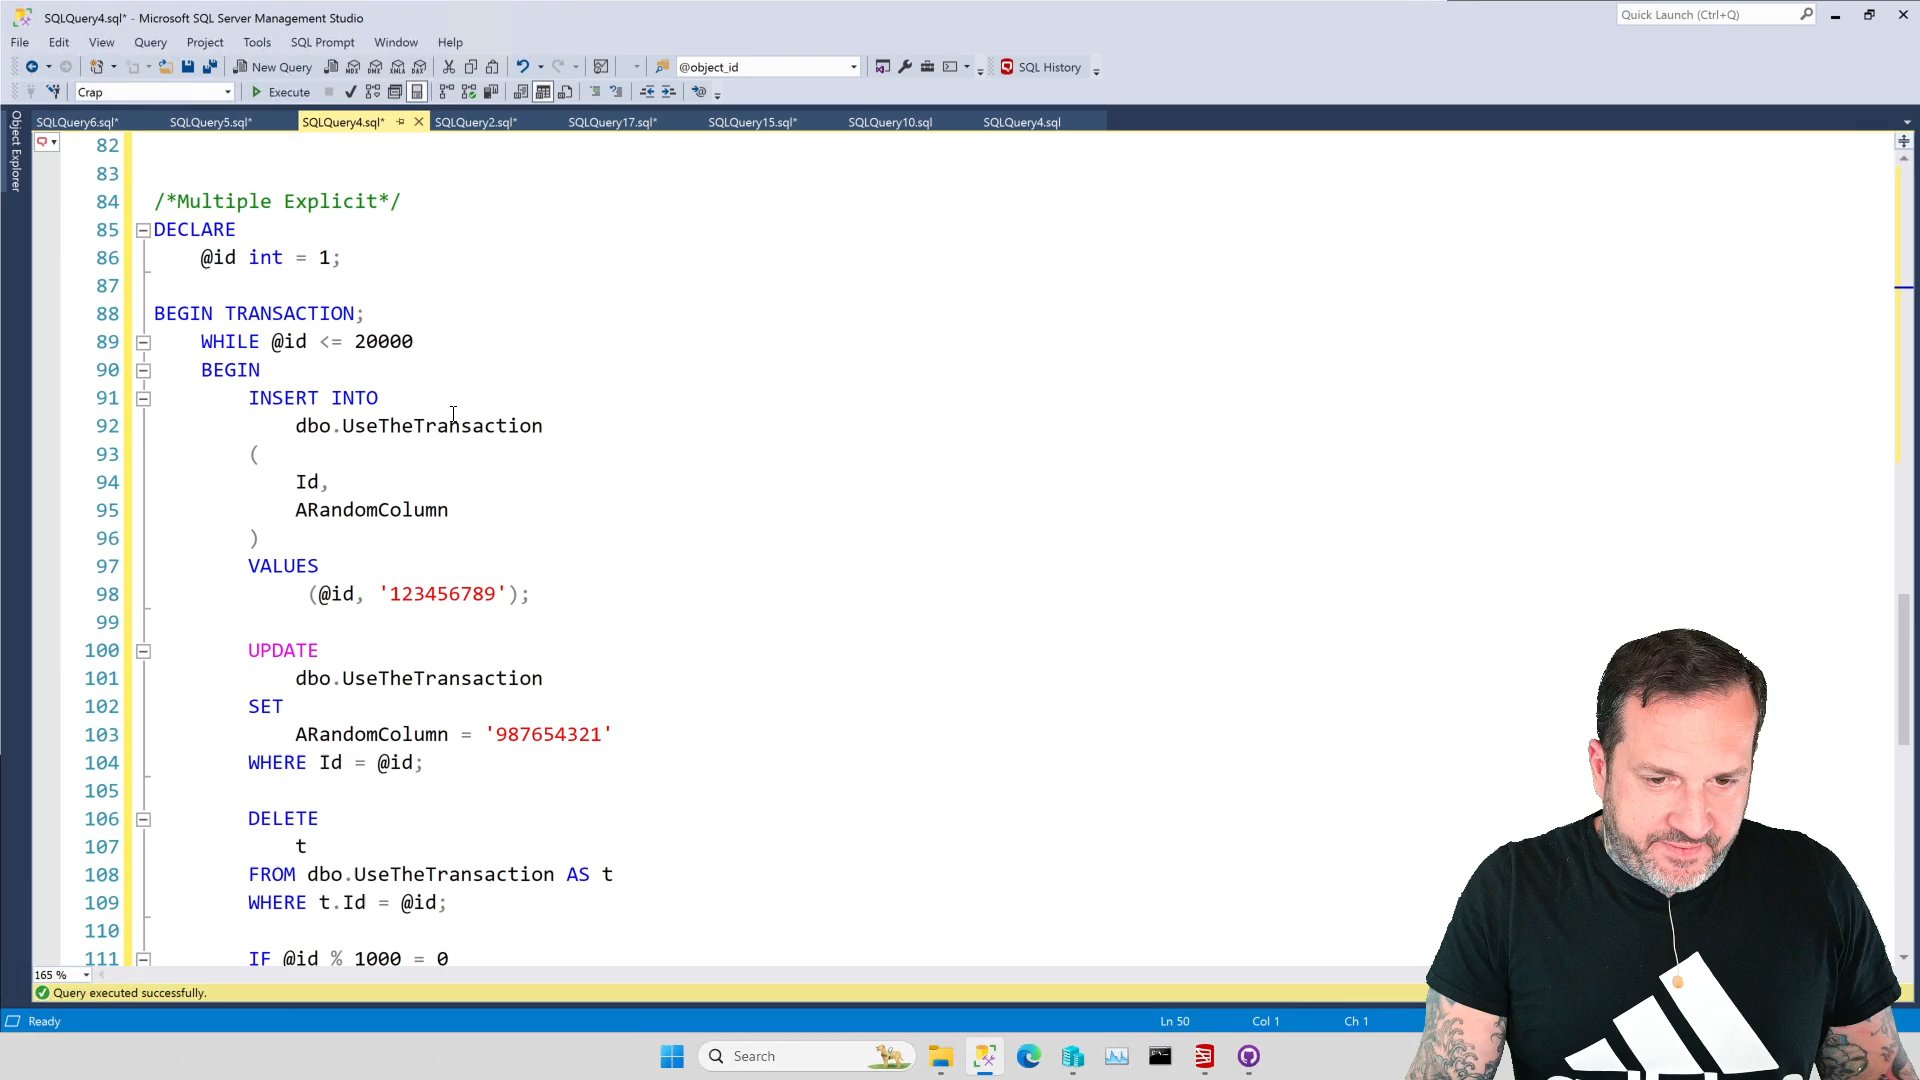 SQLQuery4.sql* - Microsoft SQL Server Management Studio
Quick Launch (Ctrl+Q)
File Edit View Query Project Tools SQL Prompt Window Help
New Query MDX DMX XMLA DAX @object_id SQL History
Crap Execute
SQLQuery6.sql* SQLQuery5.sql* SQLQuery4.sql* SQLQuery2.sql* SQLQuery17.sql* SQLQuery15.sql* SQLQuery10.sql SQLQuery4.sql
Object Explorer
82
83
84 /*Multiple Explicit*/
85 DECLARE
86 @id int = 1;
87
88 BEGIN TRANSACTION;
89 WHILE @id <= 20000
90 BEGIN
91 INSERT INTO
92 dbo.UseTheTransaction
93 (
94 Id,
95 ARandomColumn
96 )
97 VALUES
98 (@id, '123456789');
99
100 UPDATE
101 dbo.UseTheTransaction
102 SET
103 ARandomColumn = '987654321'
104 WHERE Id = @id;
105
106 DELETE
107 t
108 FROM dbo.UseTheTransaction AS t
109 WHERE t.Id = @id;
110
111 IF @id % 1000 = 0
165 %
Query executed successfully.
Ready Ln 50 Col 1 Ch 1
Search